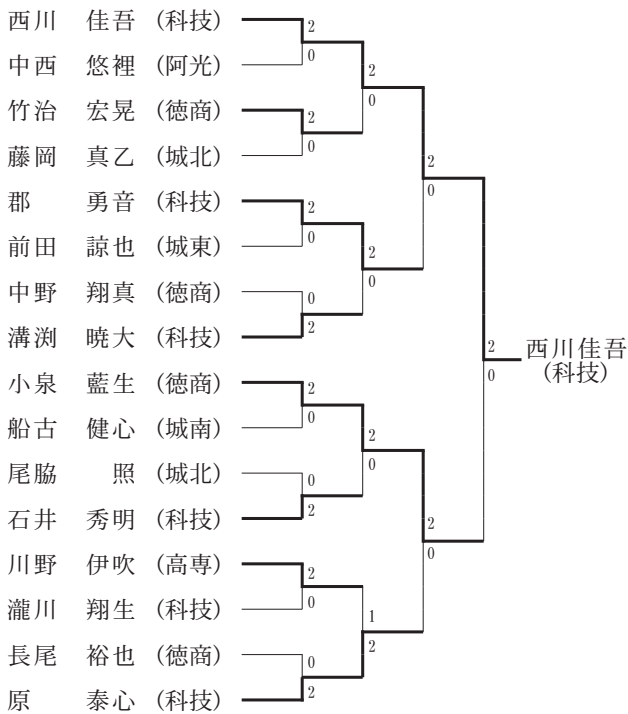 西川 佳吾 (科技)
中西 悠裡 (阿光)
竹治 宏晃 (徳商)
藤岡 真乙 (城北)
郡 勇音 (科技)
前田 諒也 (城東)
中野 翔真 (徳商)
溝渕 暁大 (科技)
小泉 藍生 (徳商)
船古 健心 (城南)
尾脇 照 (城北)
石井 秀明 (科技)
川野 伊吹 (高専)
瀧川 翔生 (科技)
長尾 裕也 (徳商)
原 泰心 (科技)
2
0
2
0
2
0
0
2
2
0
0
2
2
0
0
2
2
0
2
0
2
0
1
2
2
0
2
0
2
0
西川佳吾
(科技)